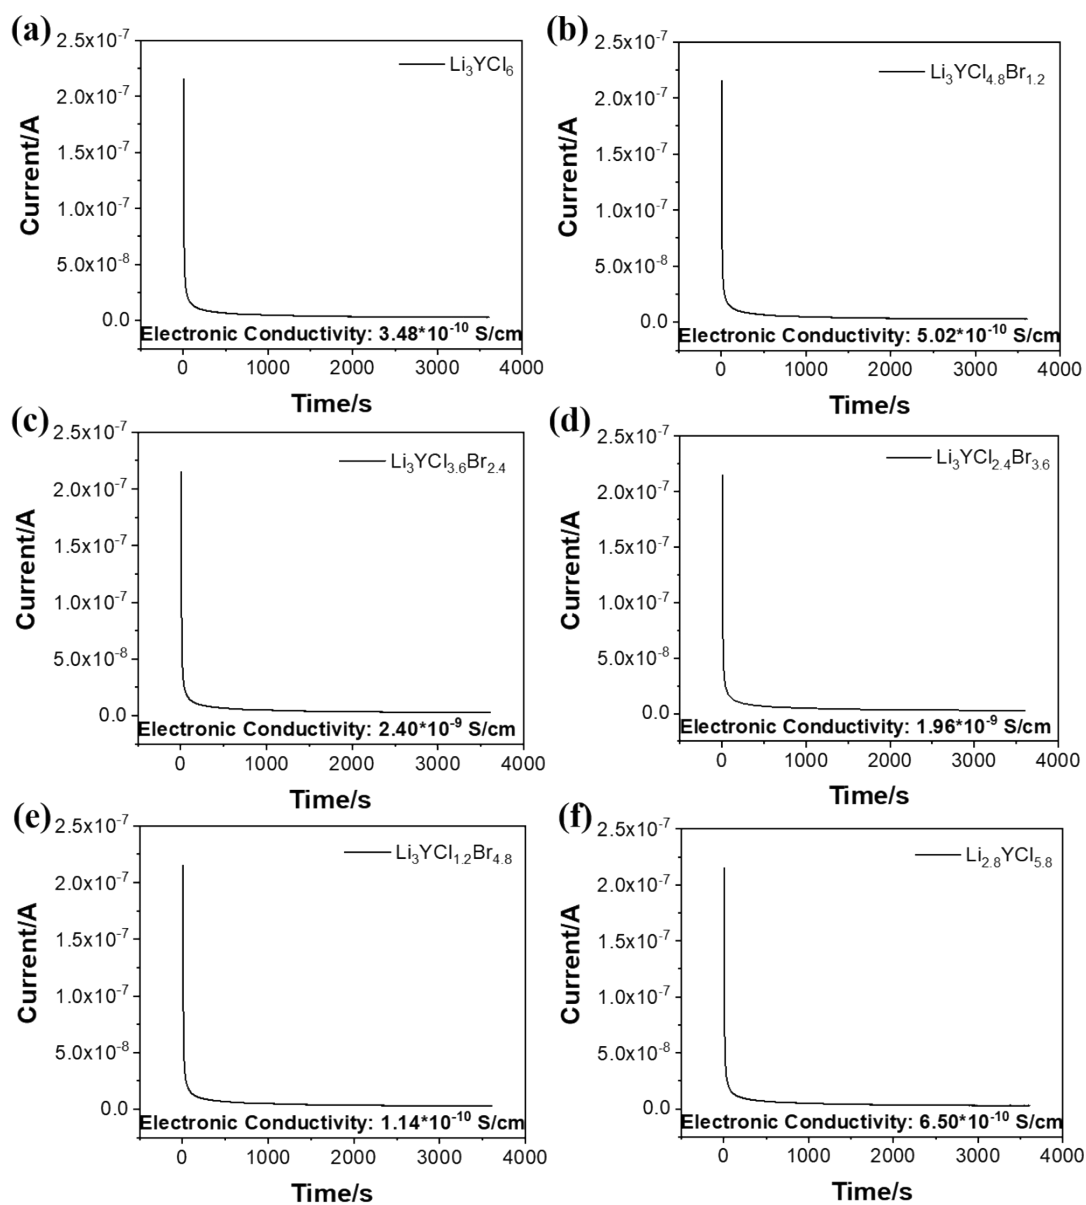 (a)
2.5x10⁻⁷
2.0x10⁻⁷
1.5x10⁻⁷
1.0x10⁻⁷
5.0x10⁻⁸
0.0
Current/A
Li₃YCl₆
Electronic Conductivity: 3.48*10⁻¹⁰ S/cm
0 1000 2000 3000 4000
Time/s
(b)
2.5x10⁻⁷
2.0x10⁻⁷
1.5x10⁻⁷
1.0x10⁻⁷
5.0x10⁻⁸
0.0
Current/A
Li₃YCl₄.₈Br₁.₂
Electronic Conductivity: 5.02*10⁻¹⁰ S/cm
0 1000 2000 3000 4000
Time/s
(c)
2.5x10⁻⁷
2.0x10⁻⁷
1.5x10⁻⁷
1.0x10⁻⁷
5.0x10⁻⁸
0.0
Current/A
Li₃YCl₃.₆Br₂.₄
Electronic Conductivity: 2.40*10⁻⁹ S/cm
0 1000 2000 3000 4000
Time/s
(d)
2.5x10⁻⁷
2.0x10⁻⁷
1.5x10⁻⁷
1.0x10⁻⁷
5.0x10⁻⁸
0.0
Current/A
Li₃YCl₂.₄Br₃.₆
Electronic Conductivity: 1.96*10⁻⁹ S/cm
0 1000 2000 3000 4000
Time/s
(e)
2.5x10⁻⁷
2.0x10⁻⁷
1.5x10⁻⁷
1.0x10⁻⁷
5.0x10⁻⁸
0.0
Current/A
Li₃YCl₁.₂Br₄.₈
Electronic Conductivity: 1.14*10⁻¹⁰ S/cm
0 1000 2000 3000 4000
Time/s
(f)
2.5x10⁻⁷
2.0x10⁻⁷
1.5x10⁻⁷
1.0x10⁻⁷
5.0x10⁻⁸
0.0
Current/A
Li₂.₈YCl₅.₈
Electronic Conductivity: 6.50*10⁻¹⁰ S/cm
0 1000 2000 3000 4000
Time/s